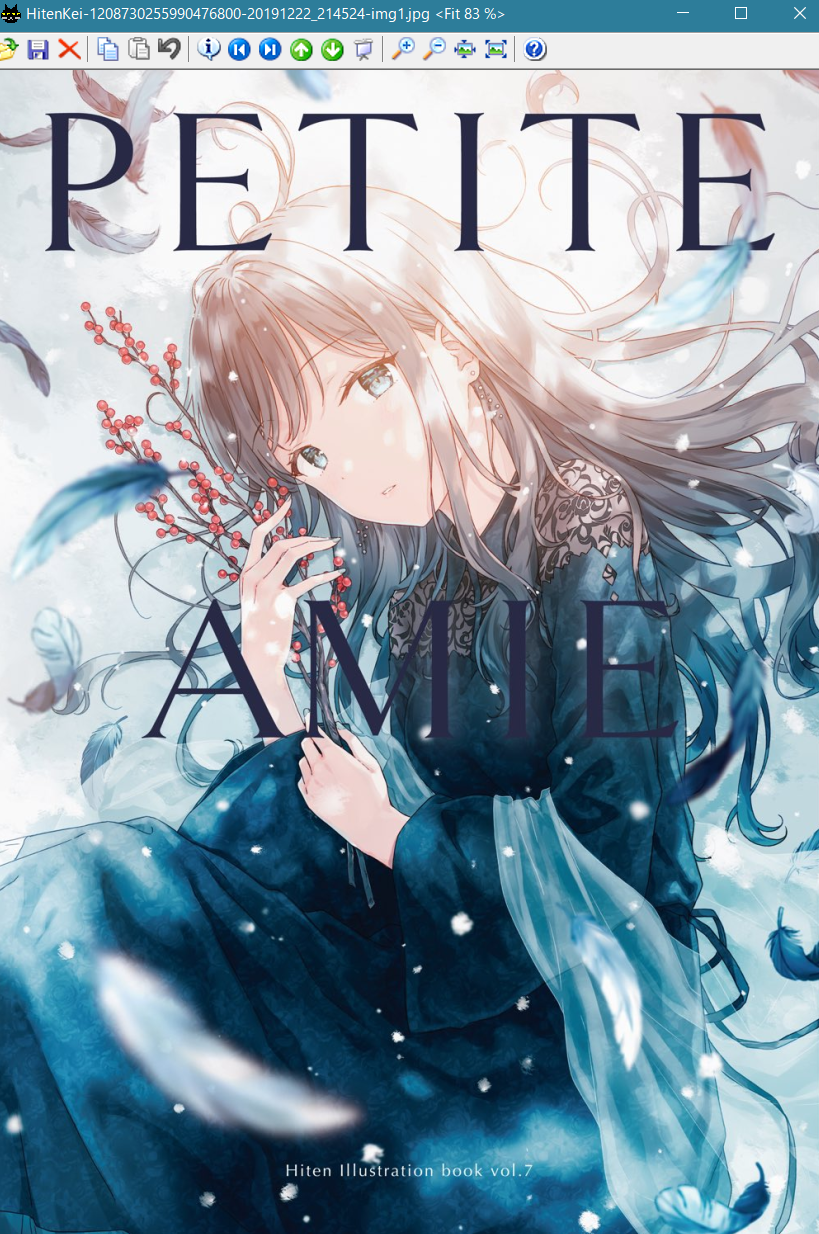 HitenKei-1208730255990476800-20191222_214524-img1.jpg <Fit 83 %>
PETITE
AMIE
Hiten Illustration book vol.7